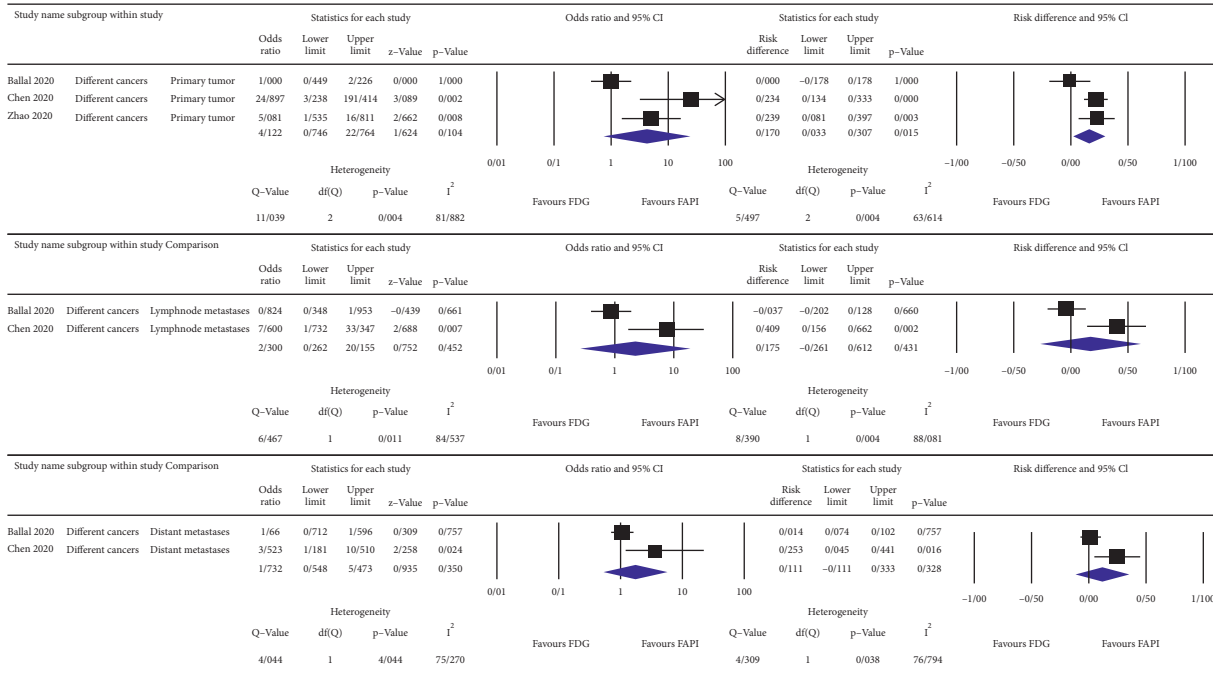 Study name subgroup within study Statistics for each study Odds ratio and 95% CI Statistics for each study Risk difference and 95% CI
Odds ratio Lower limit Upper limit z–Value p–Value Risk difference Lower limit Upper limit p–Value
Ballal 2020 Different cancers Primary tumor 1/000 0/449 2/226 0/000 1/000 0/000 −0/178 0/178 1/000
Chen 2020 Different cancers Primary tumor 24/897 3/238 191/414 3/089 0/002 0/234 0/134 0/333 0/000
Zhao 2020 Different cancers Primary tumor 5/081 1/535 16/811 2/662 0/008 0/239 0/081 0/397 0/003
4/122 0/746 22/764 1/624 0/104 0/170 0/033 0/307 0/015
0/01 0/1 1 10 100 −1/00 −0/50 0/00 0/50 1/100
Heterogeneity Heterogenity
Q–Value df(Q) p–Value I2 Q–Value df(Q) p–Value I2
Favours FDG Favours FAPI Favours FDG Favours FAPI
11/039 2 0/004 81/882 5/497 2 0/004 63/614
Study name subgroup within study Comparison Statistics for each study Odds ratio and 95% CI Statistics for each study Risk difference and 95% CI
Odds ratio Lower limit Upper limit z–Value p–Value Risk difference Lower limit Upper limit p–Value
Ballal 2020 Different cancers Lymphnode metastases 0/824 0/348 1/953 −0/439 0/661 −0/037 −0/202 0/128 0/660
Chen 2020 Different cancers Lymphnode metastases 7/600 1/732 33/347 2/688 0/007 0/409 0/156 0/662 0/002
2/300 0/262 20/155 0/752 0/452 0/175 −0/261 0/612 0/431
0/01 0/1 1 10 100 −1/00 −0/50 0/00 0/50 1/100
Heterogeneity Heterogenity
Q–Value df(Q) p–Value I2 Q–Value df(Q) p–Value I2
Favours FDG Favours FAPI Favours FDG Favours FAPI
6/467 1 0/011 84/537 8/390 1 0/004 88/081
Study name subgroup within study Comparison Statistics for each study Odds ratio and 95% CI Statistics for each study Risk difference and 95% CI
Odds ratio Lower limit Upper limit z–Value p–Value Risk difference Lower limit Upper limit p–Value
Ballal 2020 Different cancers Distant metastases 1/66 0/712 1/596 0/309 0/757 0/014 0/074 0/102 0/757
Chen 2020 Different cancers Distant metastases 3/523 1/181 10/510 2/258 0/024 0/253 0/045 0/441 0/016
1/732 0/548 5/473 0/935 0/350 0/111 −0/111 0/333 0/328
0/01 0/1 1 10 100 −1/00 −0/50 0/00 0/50 1/100
Heterogeneity Heterogenity
Q–Value df(Q) p–Value I2 Q–Value df(Q) p–Value I2
Favours FDG Favours FAPI Favours FDG Favours FAPI
4/044 1 4/044 75/270 4/309 1 0/038 76/794